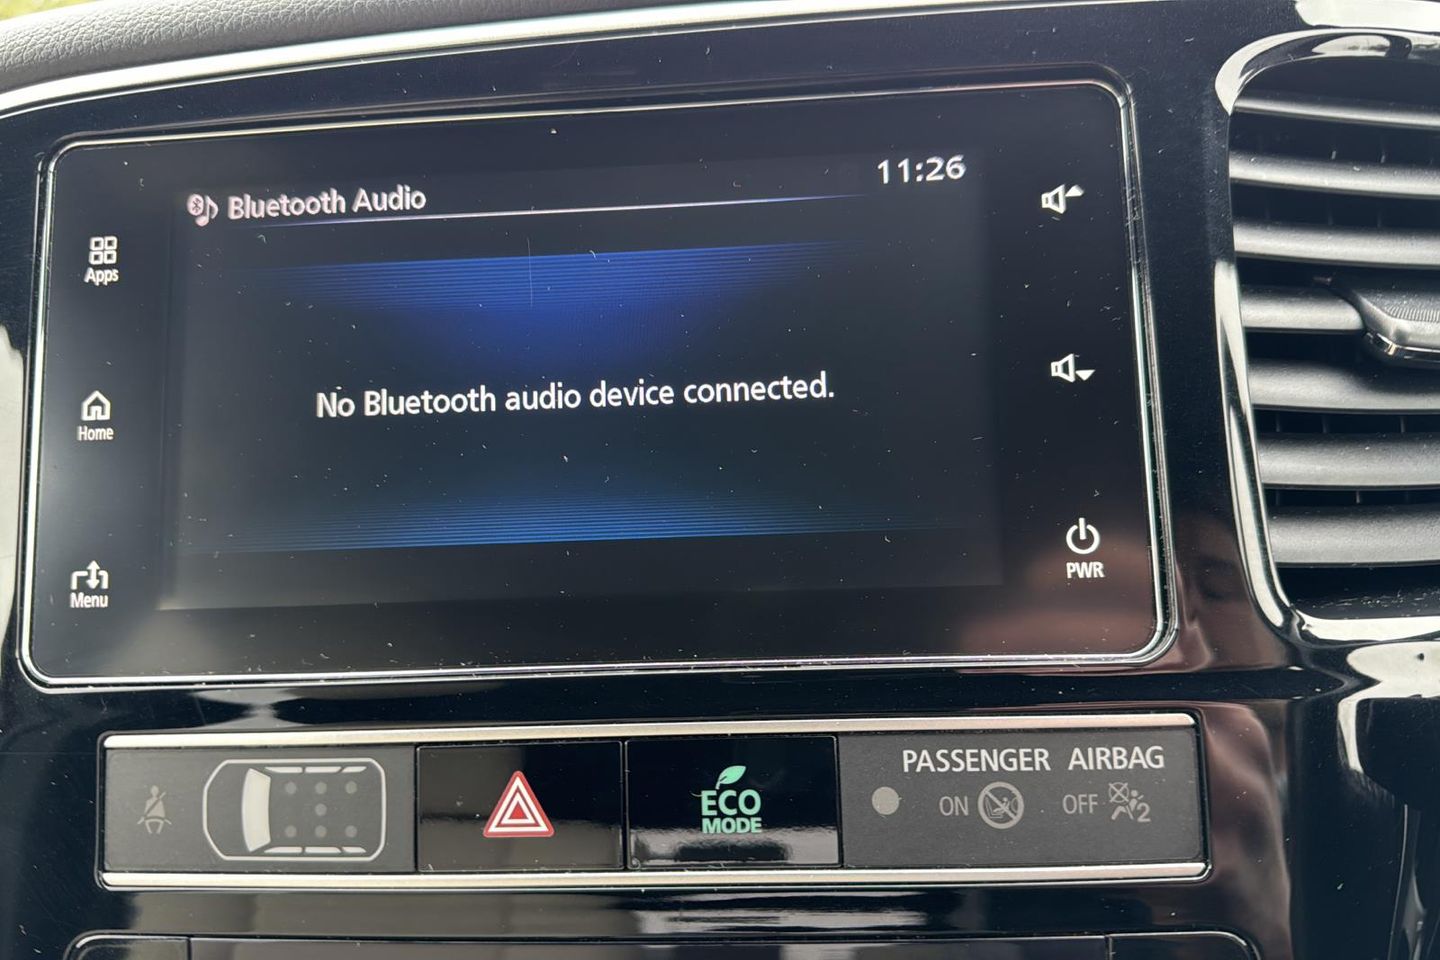 Bluetooth Audio
11:26
Apps
No Bluetooth audio device connected.
Home
Menu
PWR
ECO
MODE
PASSENGER AIRBAG
ON OFF 2